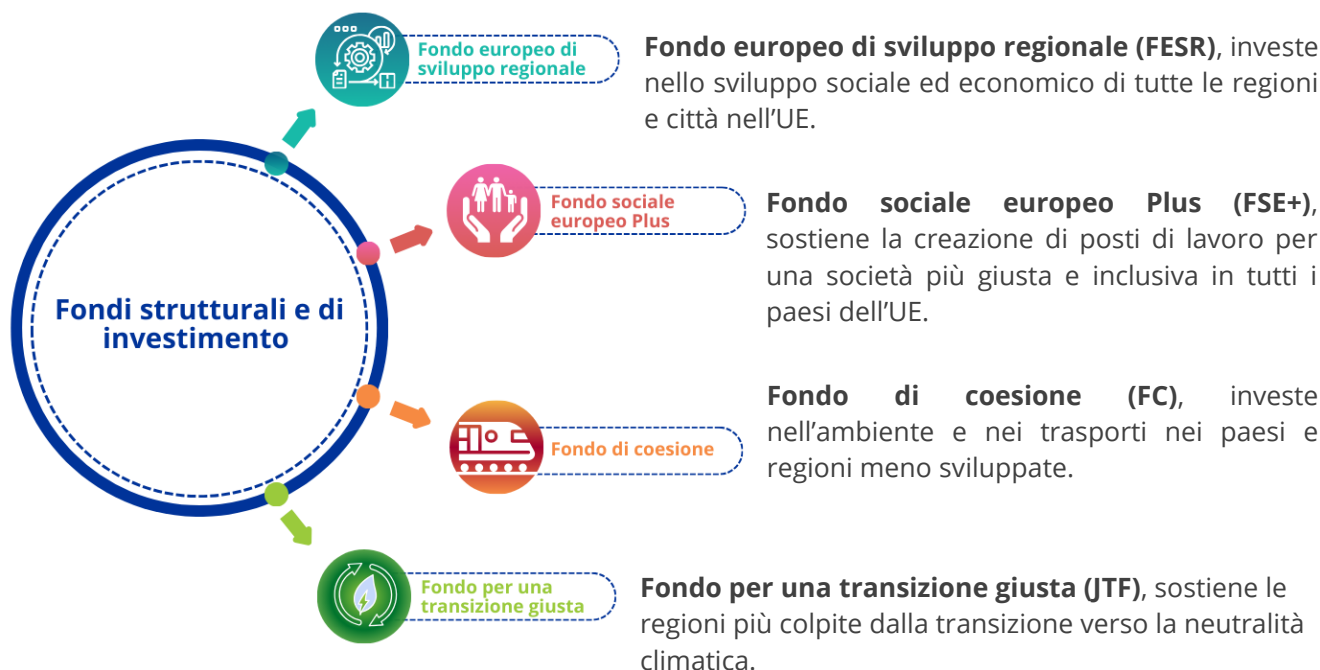 Fondi strutturali e di
investimento
Fondo europeo di
sviluppo regionale
Fondo europeo di sviluppo regionale (FESR), investe
nello sviluppo sociale ed economico di tutte le regioni
e città nell’UE.
Fondo sociale
europeo Plus
Fondo sociale europeo Plus (FSE+),
sostiene la creazione di posti di lavoro per
una società più giusta e inclusiva in tutti i
paesi dell’UE.
Fondo di coesione
Fondo di coesione (FC), investe
nell’ambiente e nei trasporti nei paesi e
regioni meno sviluppate.
Fondo per una
transizione giusta
Fondo per una transizione giusta (JTF), sostiene le
regioni più colpite dalla transizione verso la neutralità
climatica.